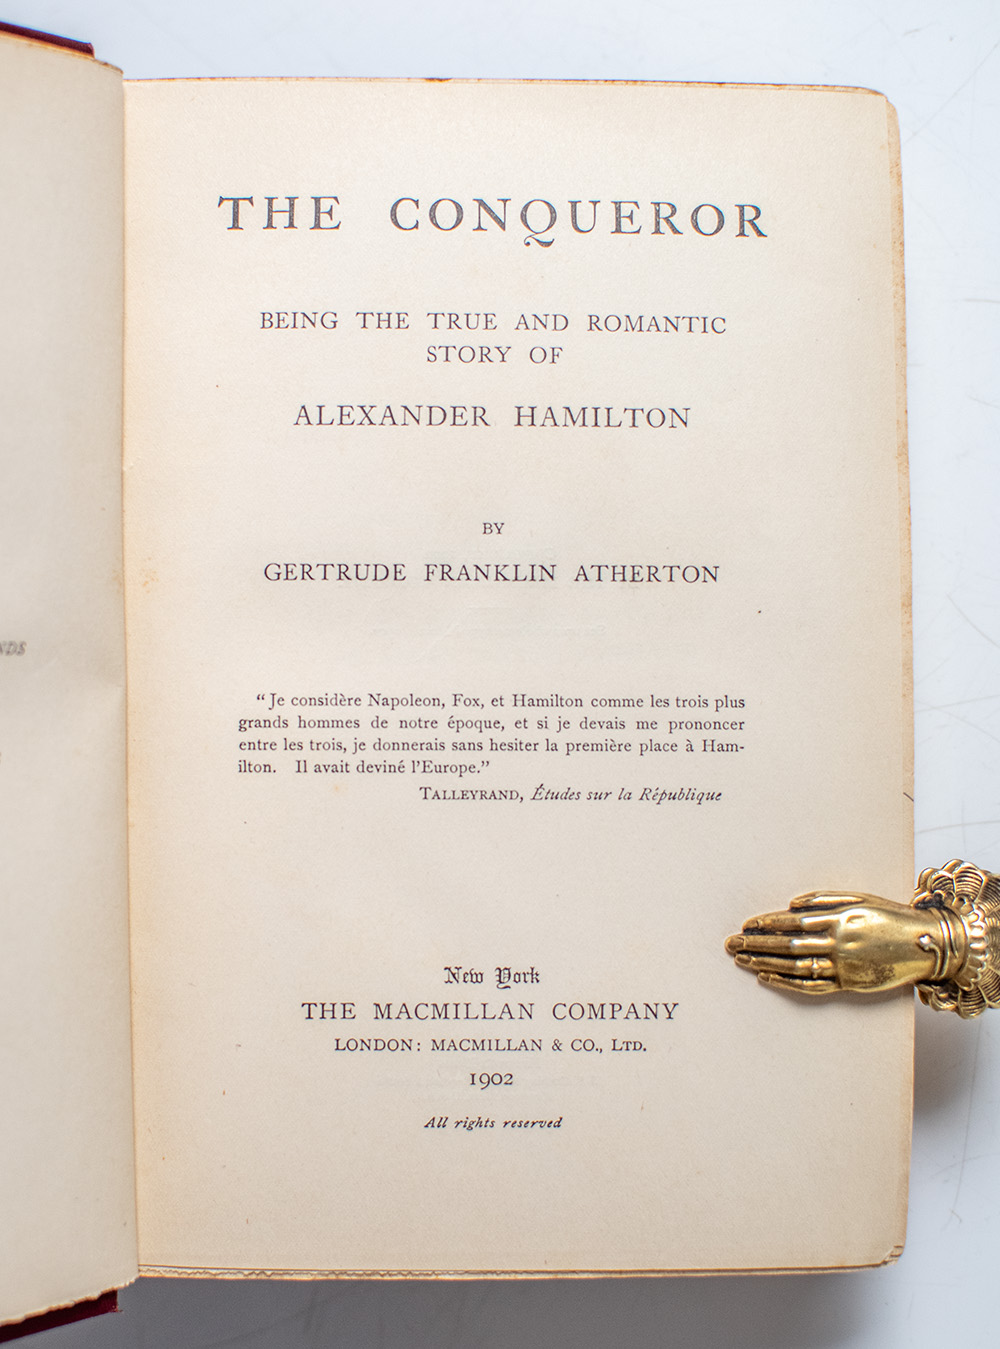 THE CONQUEROR
BEING THE TRUE AND ROMANTIC
STORY OF
ALEXANDER HAMILTON
BY
GERTRUDE FRANKLIN ATHERTON
“Je considère Napoleon, Fox, et Hamilton comme les trois plus
grands hommes de notre époque, et si je devais me prononcer
entre les trois, je donnerais sans hesiter la première place à Ham-
ilton. Il avait deviné l’Europe.”
TALLEYRAND, Études sur la République
New York
THE MACMILLAN COMPANY
LONDON: MACMILLAN & CO., LTD.
1902
All rights reserved